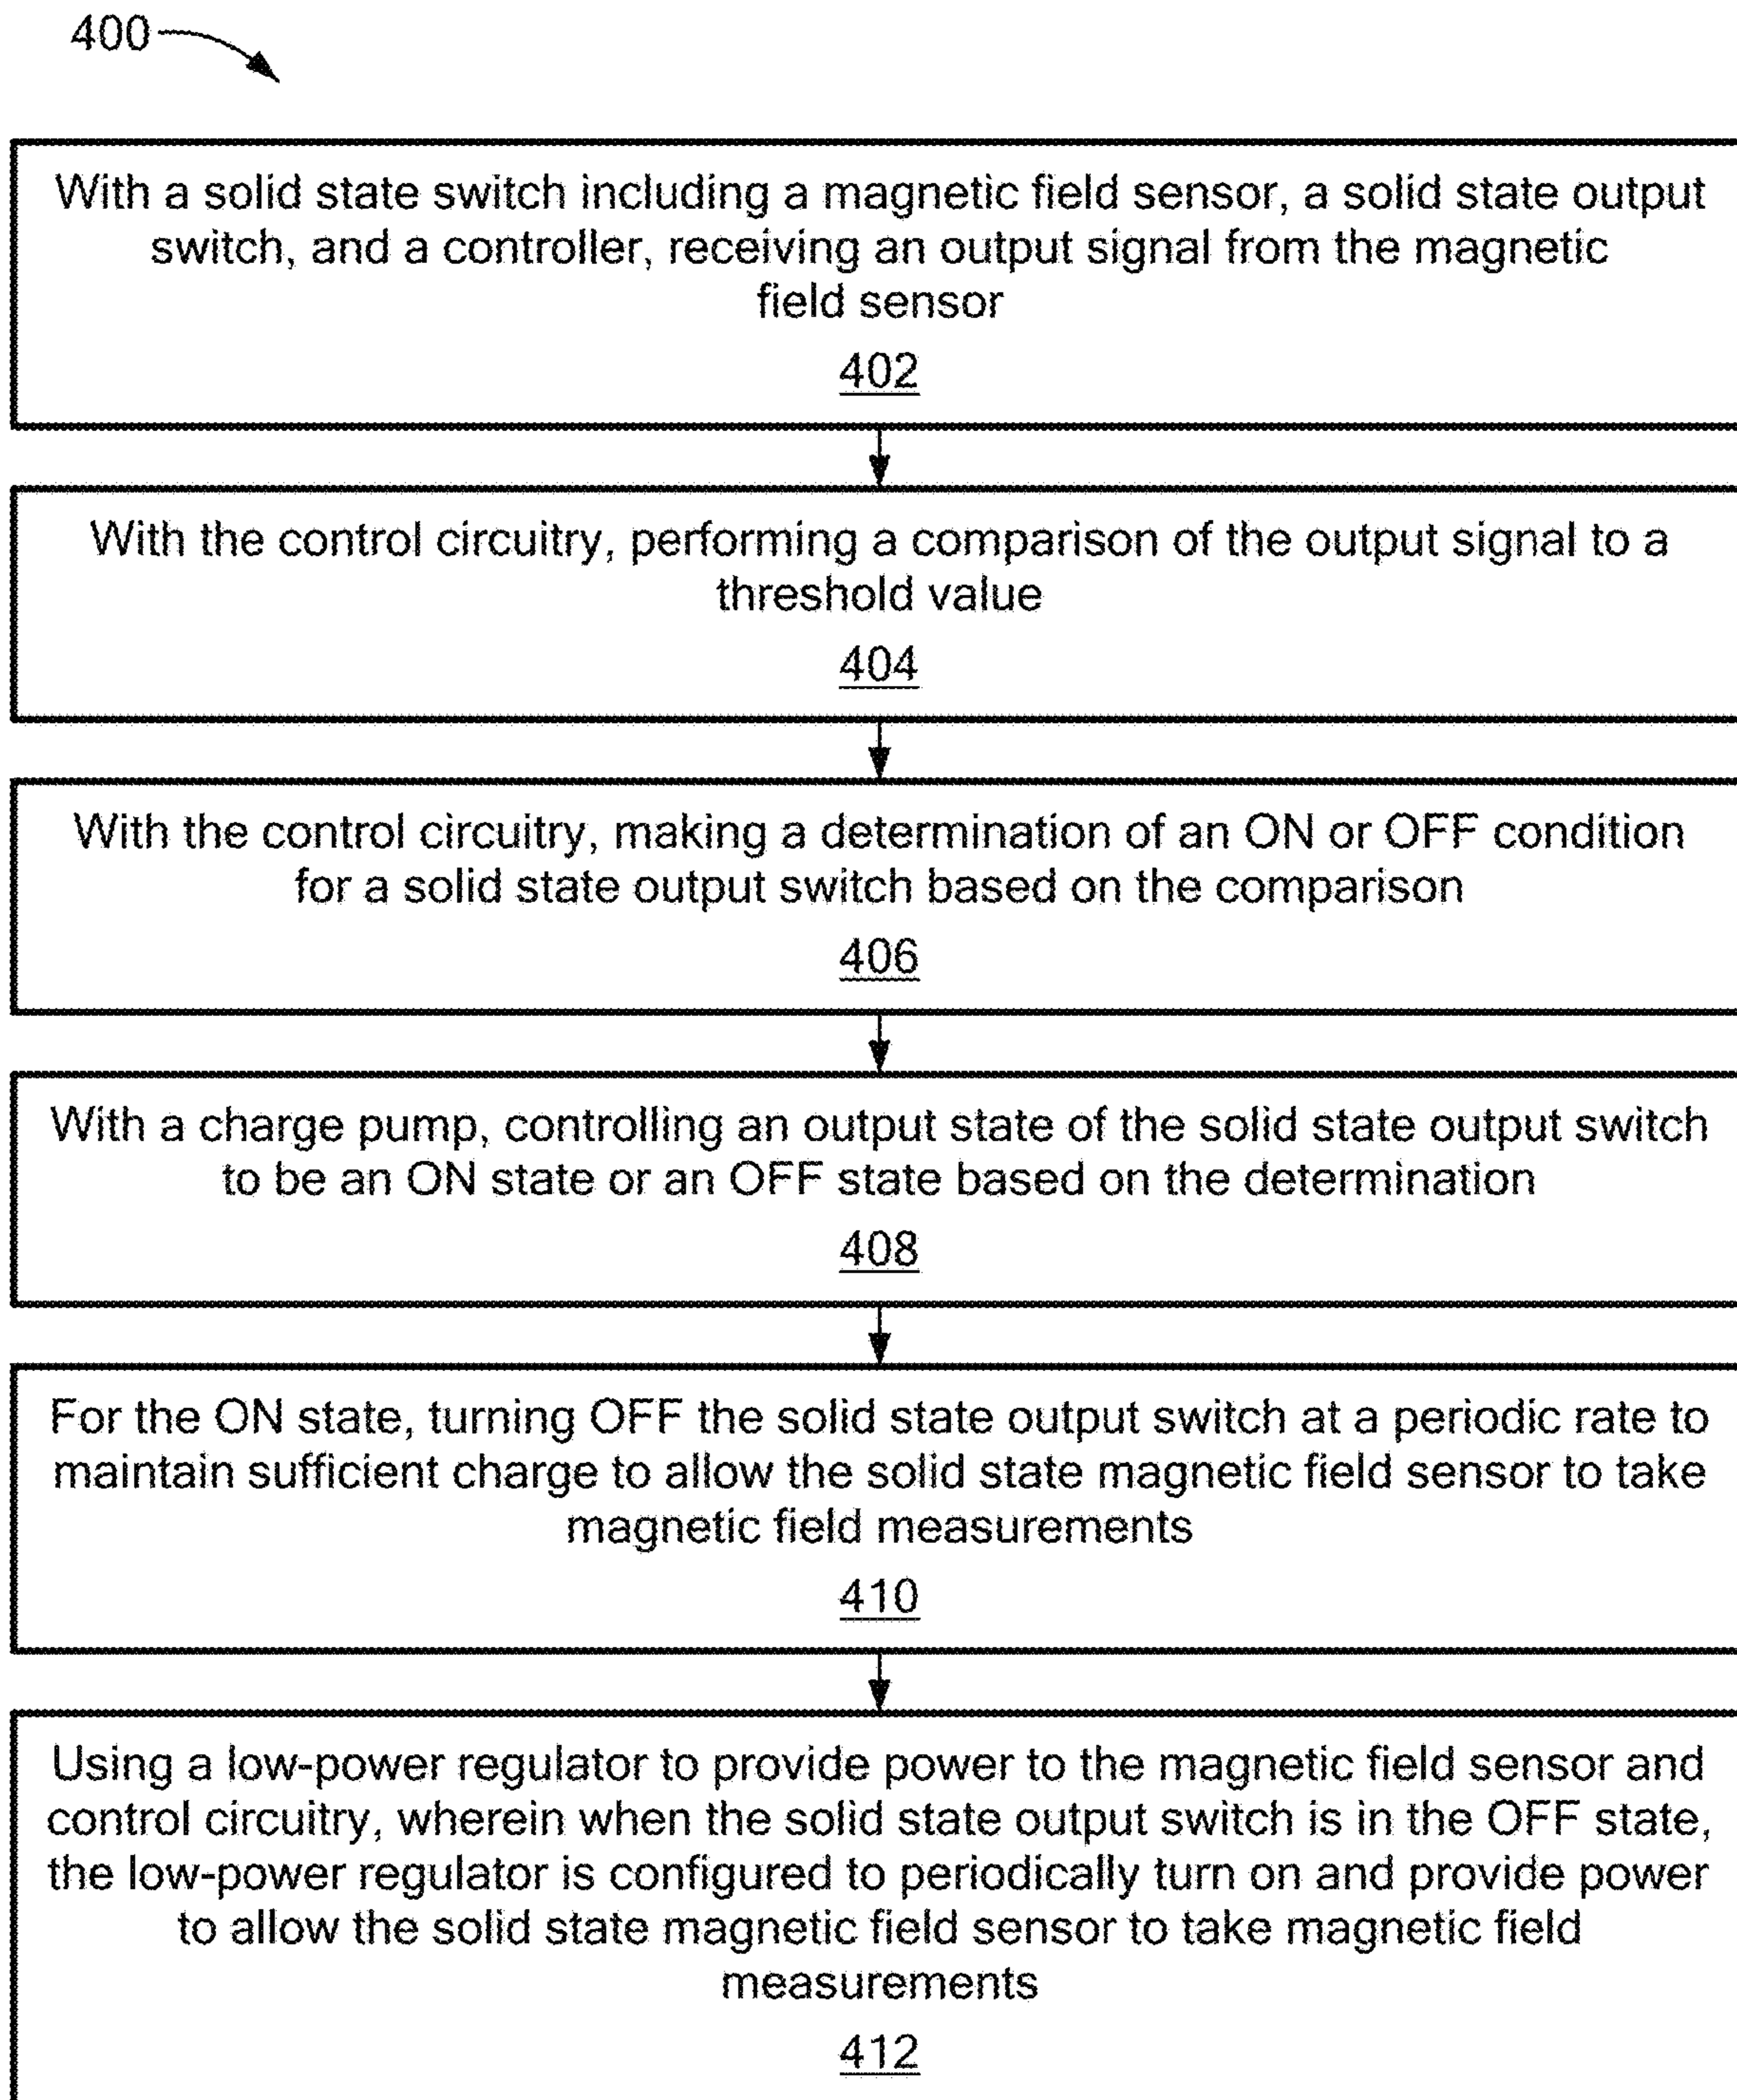 400
With a solid state switch including a magnetic field sensor, a solid state output
switch, and a controller, receiving an output signal from the magnetic
field sensor
402
With the control circuitry, performing a comparison of the output signal to a
threshold value
404
With the control circuitry, making a determination of an ON or OFF condition
for a solid state output switch based on the comparison
406
With a charge pump, controlling an output state of the solid state output switch
to be an ON state or an OFF state based on the determination
408
For the ON state, turning OFF the solid state output switch at a periodic rate to
maintain sufficient charge to allow the solid state magnetic field sensor to take
magnetic field measurements
410
Using a low-power regulator to provide power to the magnetic field sensor and
control circuitry, wherein when the solid state output switch is in the OFF state,
the low-power regulator is configured to periodically turn on and provide power
to allow the solid state magnetic field sensor to take magnetic field
measurements
412